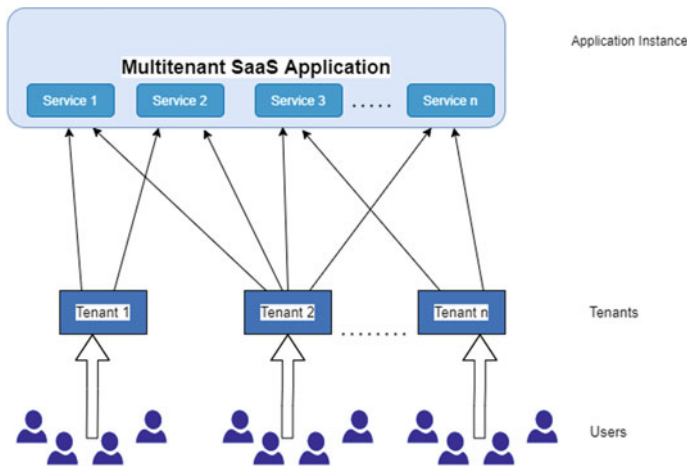 Application Instance
Multitenant SaaS Application
Service 1 Service 2 Service 3 ..... Service n
Tenant 1 Tenant 2 ........ Tenant n Tenants
Users